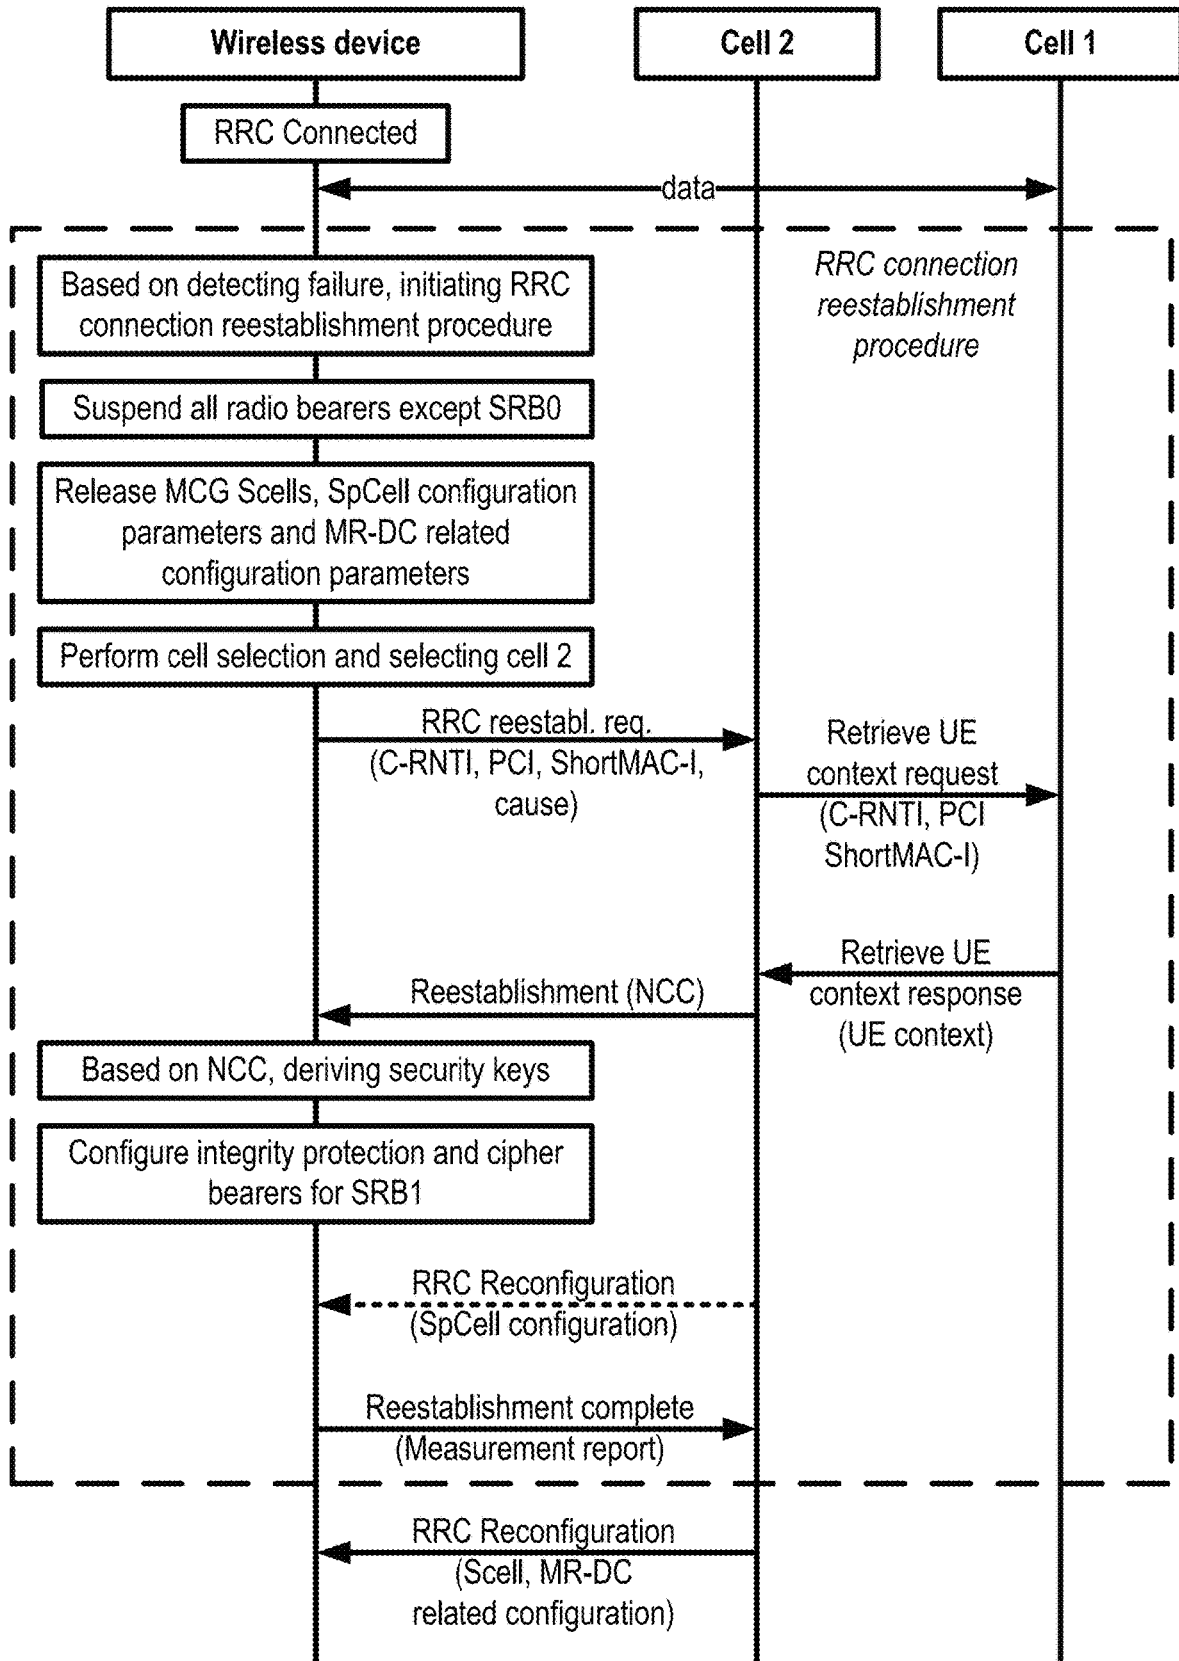 Wireless device
Cell 2
Cell 1
RRC Connected
data
RRC connection
reestablishment
procedure
Based on detecting failure, initiating RRC
connection reestablishment procedure
Suspend all radio bearers except SRB0
Release MCG Scells, SpCell configuration
parameters and MR-DC related
configuration parameters
Perform cell selection and selecting cell 2
RRC reestabl. req.
(C-RNTI, PCI, ShortMAC-I,
cause)
Retrieve UE
context request
(C-RNTI, PCI
ShortMAC-I)
Retrieve UE
context response
(UE context)
Reestablishment (NCC)
Based on NCC, deriving security keys
Configure integrity protection and cipher
bearers for SRB1
RRC Reconfiguration
(SpCell configuration)
Reestablishment complete
(Measurement report)
RRC Reconfiguration
(Scell, MR-DC
related configuration)